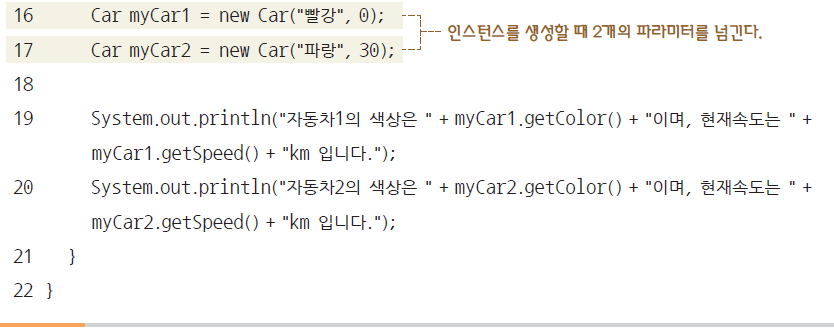 16 Car myCar1 = new Car("빨강", 0);
인스턴스를 생성할 때 2개의 파라미터를 넘긴다.
17 Car myCar2 = new Car("파랑", 30);
18
19 System.out.println("자동차1의 색상은 " + myCar1.getColor() + "이며, 현재속도는 " +
myCar1.getSpeed() + "km 입니다.");
20 System.out.println("자동차2의 색상은 " + myCar2.getColor() + "이며, 현재속도는 " +
myCar2.getSpeed() + "km 입니다.");
21 }
22 }